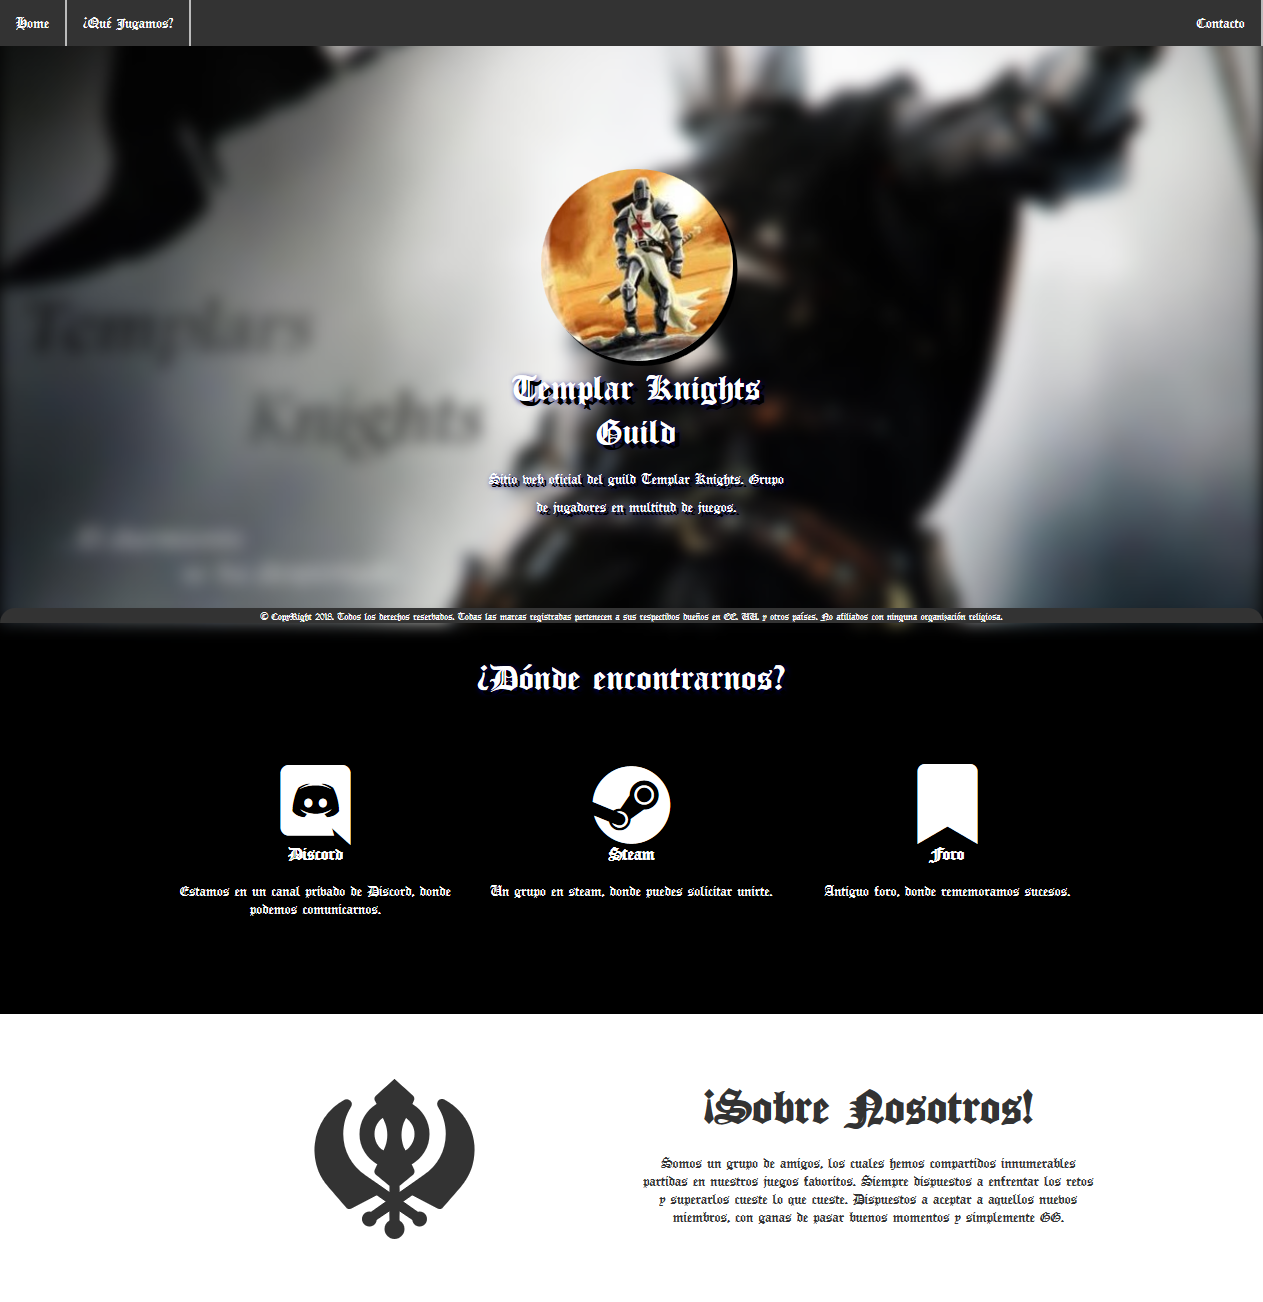 Home
¿Qué Jugamos?
Contacto
Templars
Knights
Templar Knights
Guild
Sitio web oficial del guild Templar Knights. Grupo
de jugadores en multitud de juegos.
© CopyRight 2018. Todos los derechos reservados. Todas las marcas registradas pertenecen a sus respectivos dueños en EE. UU. y otros países. No afiliados con ninguna organización religiosa.
¿Dónde encontrarnos?
Discord
Steam
Foro
Estamos en un canal privado de Discord, donde
podemos comunicarnos.
Un grupo en steam, donde puedes solicitar unirte.
Antiguo foro, donde rememoramos sucesos.
¡Sobre Nosotros!
Somos un grupo de amigos, los cuales hemos compartidos innumerables
partidas en nuestros juegos favoritos. Siempre dispuestos a enfrentar los retos
y superarlos cueste lo que cueste. Dispuestos a aceptar a aquellos nuevos
miembros, con ganas de pasar buenos momentos y simplemente GG.